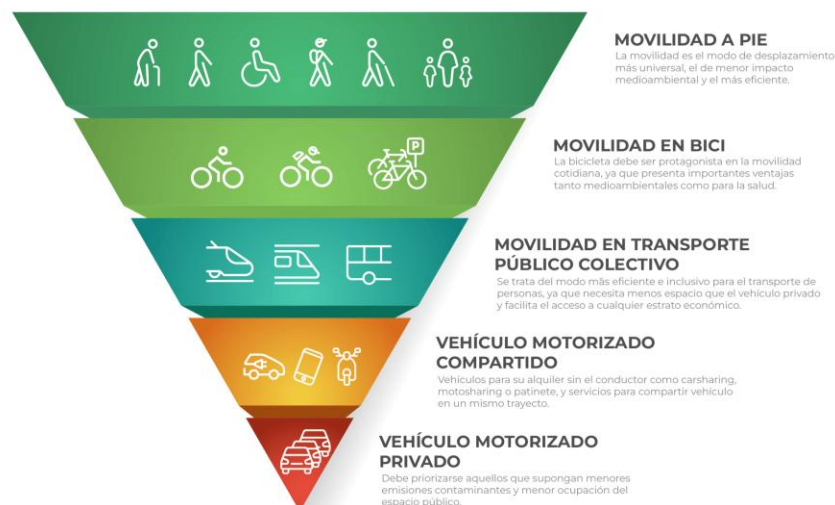 MOVILIDAD A PIE
La movilidad es el modo de desplazamiento
más universal, el de menor impacto
medioambiental y el más eficiente.
P
MOVILIDAD EN BICI
La bicicleta debe ser protagonista en la movilidad
cotidiana, ya que presenta importantes ventajas
tanto medioambientales como para la salud.
MOVILIDAD EN TRANSPORTE
PÚBLICO COLECTIVO
Se trata del modo más eficiente e inclusivo para el transporte de
personas, ya que necesita menos espacio que el vehículo privado
y facilita el acceso a cualquier estrato económico.
VEHÍCULO MOTORIZADO
COMPARTIDO
Vehículos para su alquiler sin el conductor como carsharing,
motosharing o patinete, y servicios para compartir vehículo
en un mismo trayecto.
VEHÍCULO MOTORIZADO
PRIVADO
Debe priorizarse aquellos que supongan menores
emisiones contaminantes y menor ocupación del
espacio público.